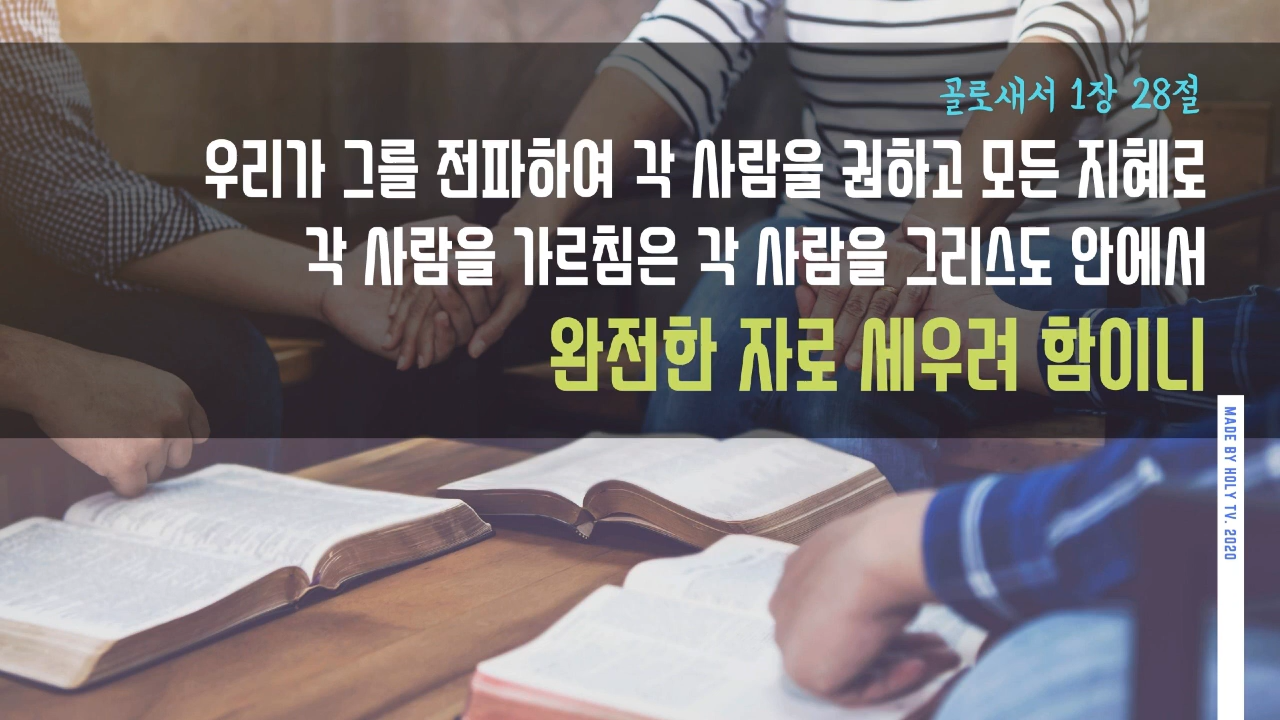 골로새서 1장 28절
우리가 그를 전파하여 각 사람을 권하고 모든 지혜로
각 사람을 가르침은 각 사람을 그리스도 안에서
완전한 자로 세우려 함이니
MADE BY HOLY TV. 2020